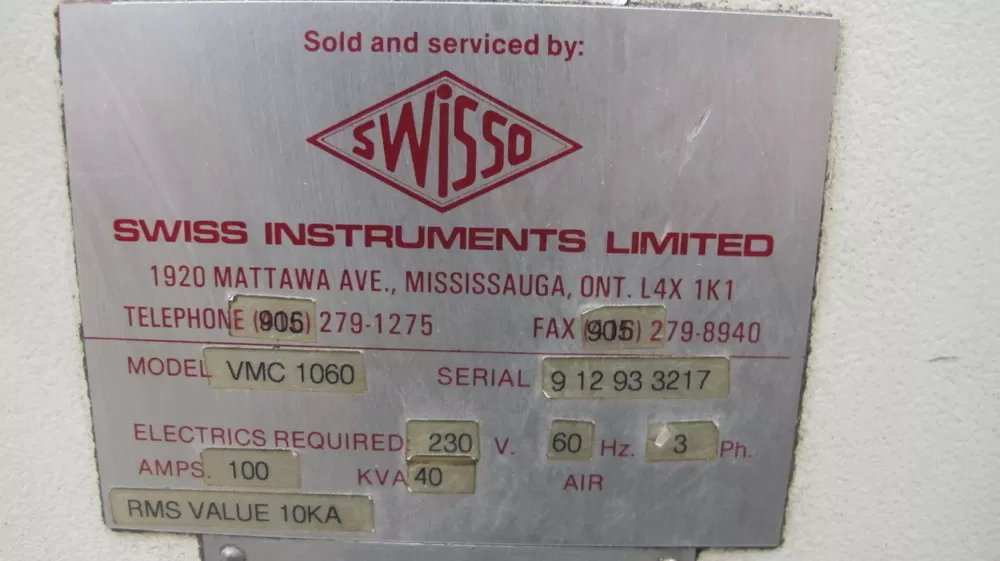 Sold and serviced by:
SWISSO
SWISS INSTRUMENTS LIMITED
1920 MATTAWA AVE., MISSISSAUGA, ONT. L4X 1K1
TELEPHONE (905) 279-1275 FAX (905) 279-8940
MODEL VMC 1060 SERIAL 9 12 93 3217
ELECTRICS REQUIRED: 230 V. 60 Hz. 3 Ph.
AMPS. 100 KVA 40 AIR
RMS VALUE 10KA